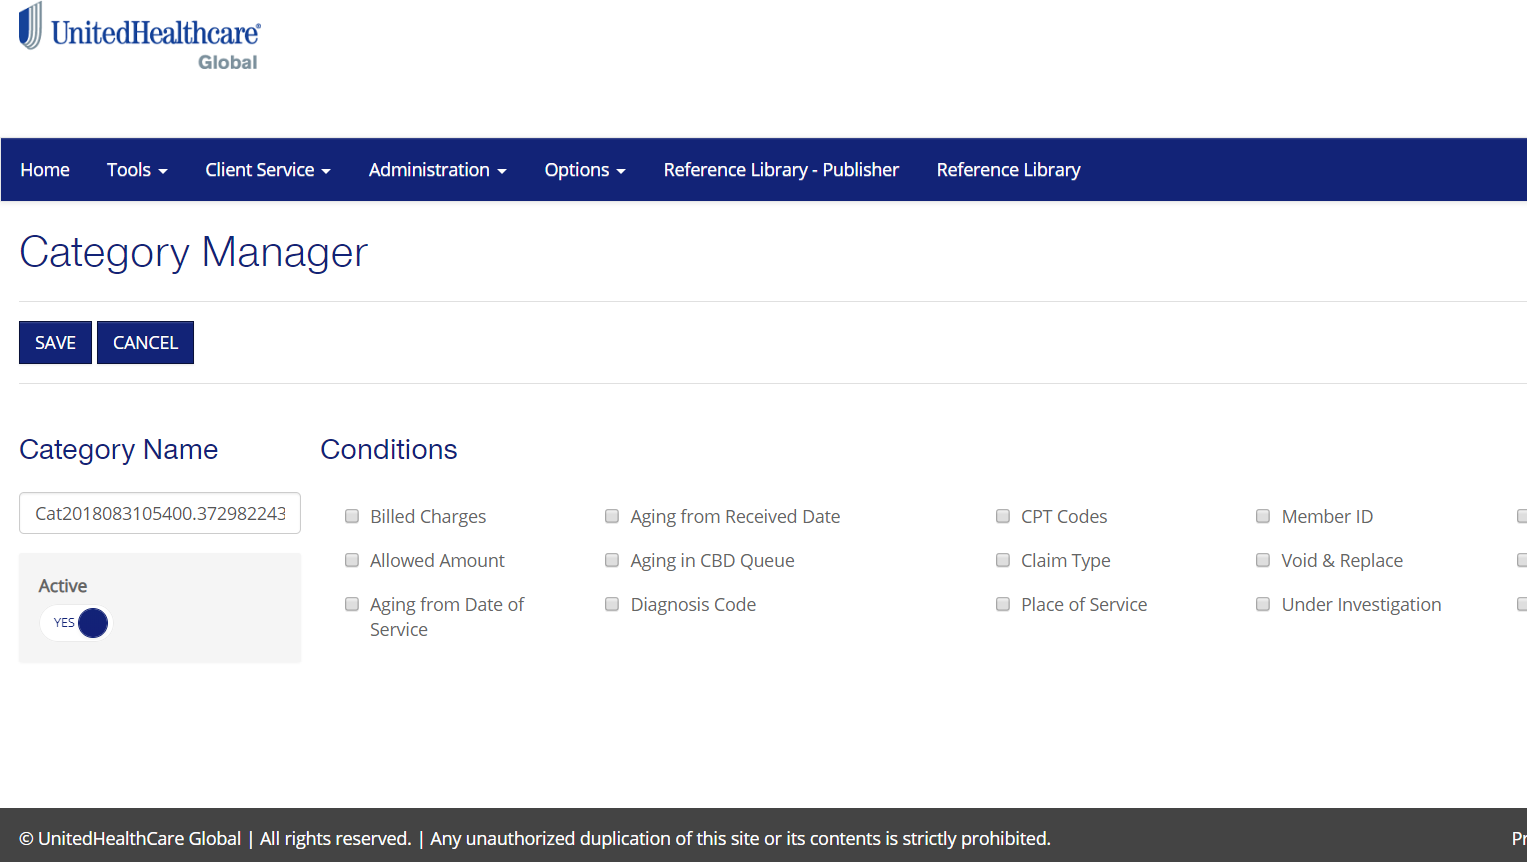 UnitedHealthcare®
Global
Home Tools Client Service Administration Options Reference Library - Publisher Reference Library
Category Manager
SAVE CANCEL
Category Name Conditions
Cat2018083105400.372982243
Billed Charges Aging from Received Date CPT Codes Member ID
Allowed Amount Aging in CBD Queue Claim Type Void & Replace
Aging from Date of Service Diagnosis Code Place of Service Under Investigation
Active
YES
© UnitedHealthCare Global | All rights reserved. | Any unauthorized duplication of this site or its contents is strictly prohibited.